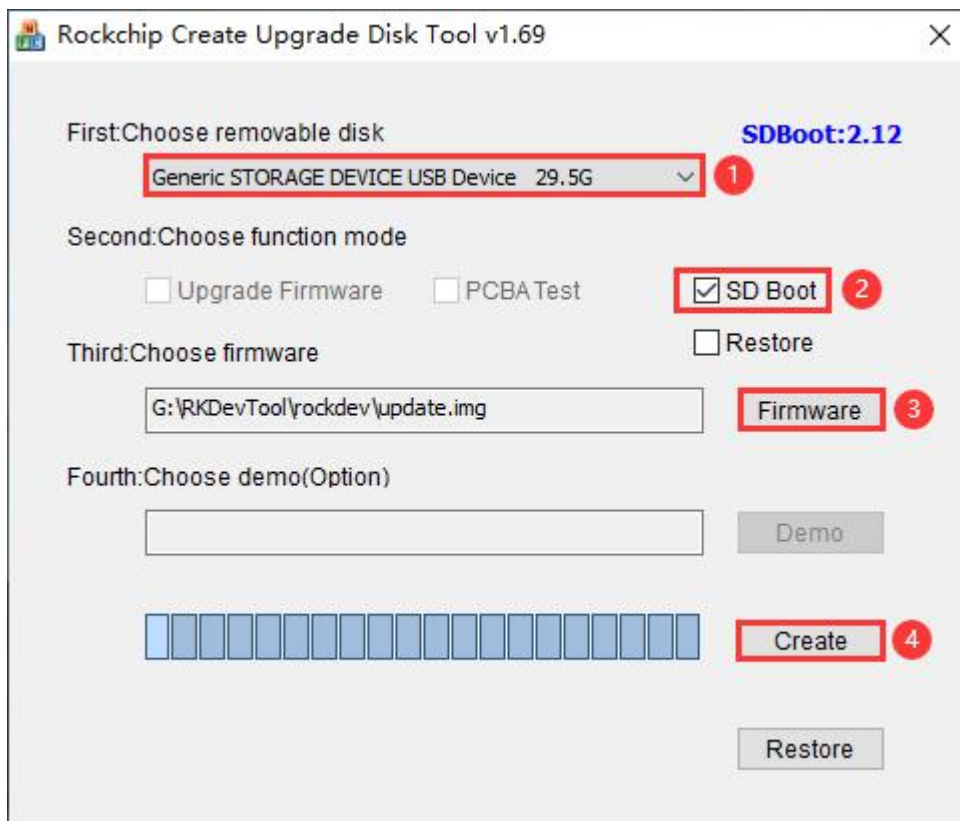 Rockchip Create Upgrade Disk Tool v1.69
First:Choose removable disk
SDBoot:2.12
Generic STORAGE DEVICE USB Device 29.5G
1
Second:Choose function mode
Upgrade Firmware
PCBA Test
SD Boot
2
Restore
Third:Choose firmware
G:\RKDevTool\rockdev\update.img
Firmware
3
Fourth:Choose demo(Option)
Demo
Create
4
Restore